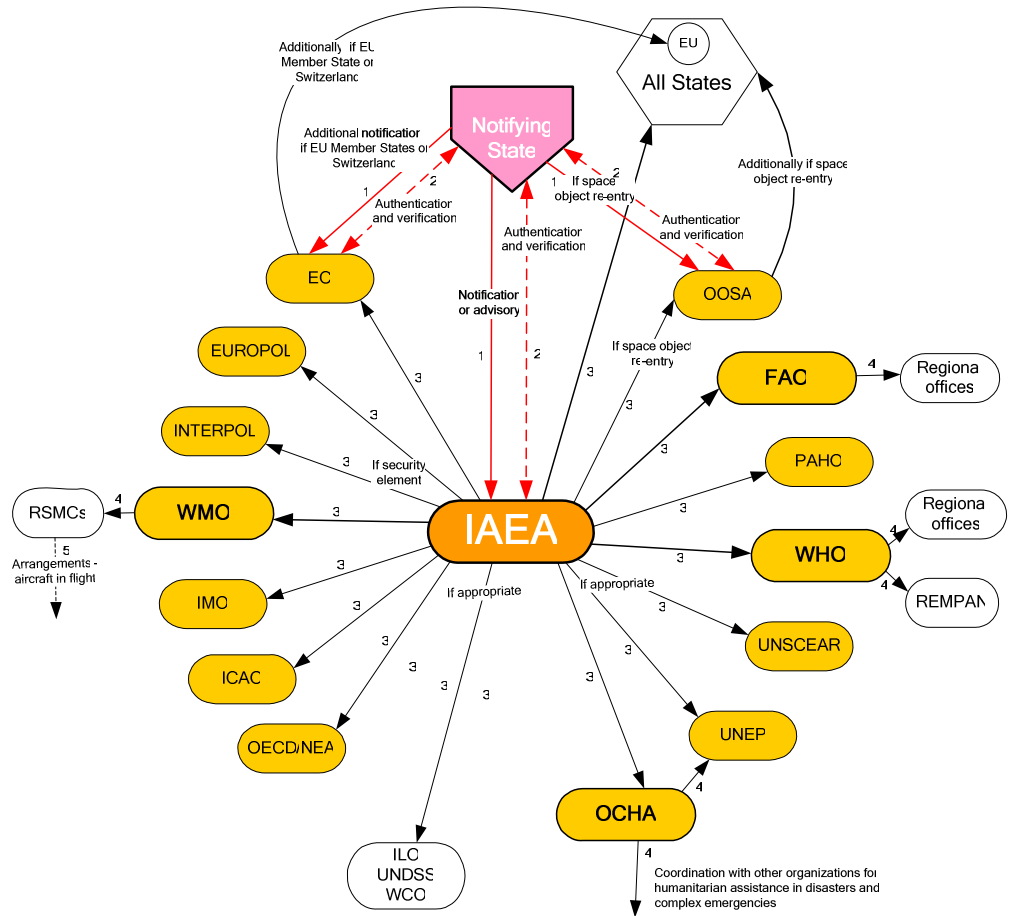 Additionally if EU
Member State or
Switzerland
EU
All States
Notifying
State
Additional notification
if EU Member States or
Switzerland
1
2
Authentication
and verification
1
If space
object re-entry
2
Authentication
and verification
Authentication
and verification
Additionally if space
object re-entry
EC
OOSA
Notification
or advisory
1
2
EUROPOL
3
3
If space object
re-entry
3
3
FAO
4
Regiona
offices
INTERPOL
3
3
If security
element
3
PAHO
RSMCs
4
WMO
3
IAEA
3
3
WHO
4
Regiona
offices
4
REMPAN
5
Arrangements -
aircraft in flight
IMO
3
If appropriate
If appropriate
3
3
UNSCEAR
ICAO
3
3
3
3
3
3
OECD/NEA
UNEP
4
OCHA
4
ILO
UNDSS
WCO
Coordination with other organizations for
humanitarian assistance in disasters and
complex emergencies